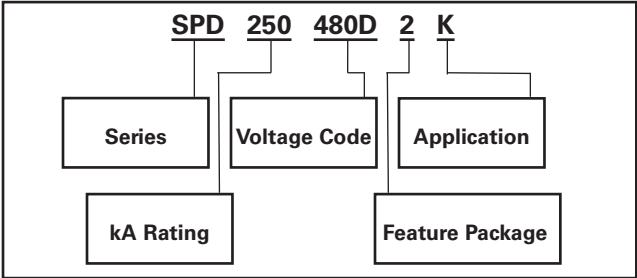 SPD 250 480D 2 K
Series Voltage Code Application
kA Rating Feature Package